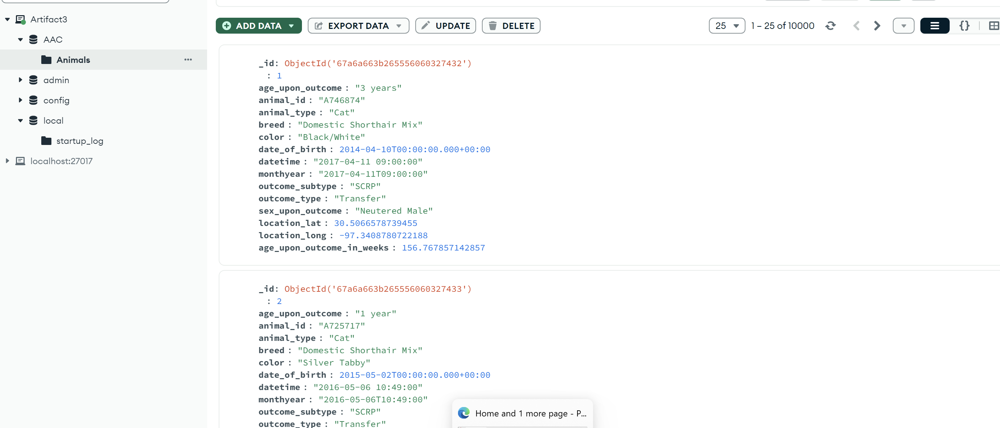 Artifact3
AAC
Animals
admin
config
local
startup_log
localhost:27017
ADD DATA
EXPORT DATA
UPDATE
DELETE
25
1 – 25 of 10000
{}
_id: ObjectId('67a6a663b265556060327432')
: 1
age_upon_outcome : "3 years"
animal_id : "A746874"
animal_type : "Cat"
breed : "Domestic Shorthair Mix"
color : "Black/White"
date_of_birth : 2014-04-10T00:00:00.000+00:00
datetime : "2017-04-11 09:00:00"
monthyear : "2017-04-11T09:00:00"
outcome_subtype : "SCRP"
outcome_type : "Transfer"
sex_upon_outcome : "Neutered Male"
location_lat : 30.5066578739455
location_long : -97.3408780722188
age_upon_outcome_in_weeks : 156.767857142857
_id: ObjectId('67a6a663b265556060327433')
: 2
age_upon_outcome : "1 year"
animal_id : "A725717"
animal_type : "Cat"
breed : "Domestic Shorthair Mix"
color : "Silver Tabby"
date_of_birth : 2015-05-02T00:00:00.000+00:00
datetime : "2016-05-06 10:49:00"
monthyear : "2016-05-06T10:49:00"
outcome_subtype : "SCRP"
outcome_type : "Transfer"
Home and 1 more page - P...